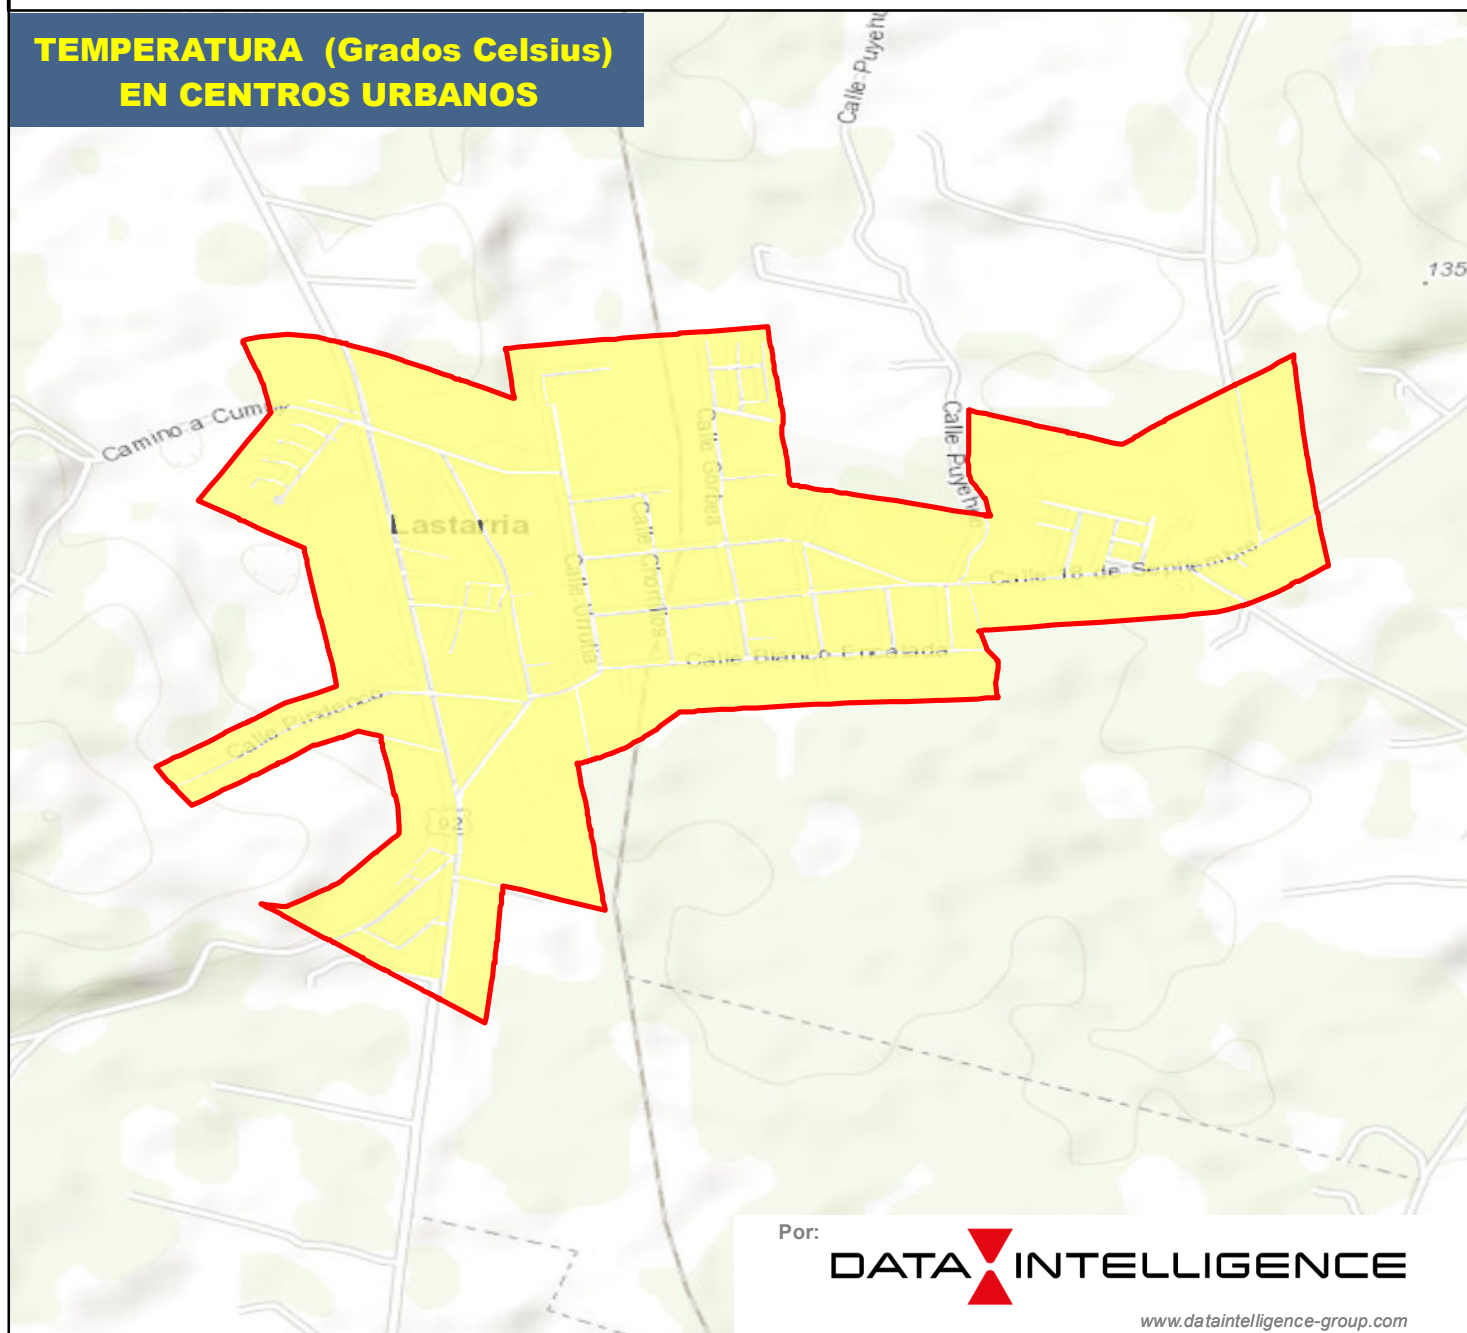 TEMPERATURA (Grados Celsius)
EN CENTROS URBANOS
Calle Puyehu
135
Camino a Cum
Calle Puyehue
Calle Gorbea
Lastarria
Calle Chorrillos
Calle Urrutia
Calle 18 de Septiembre
Calle Blanco Encalada
Calle
92
Por:
DATA INTELLIGENCE
www.dataintelligence-group.com